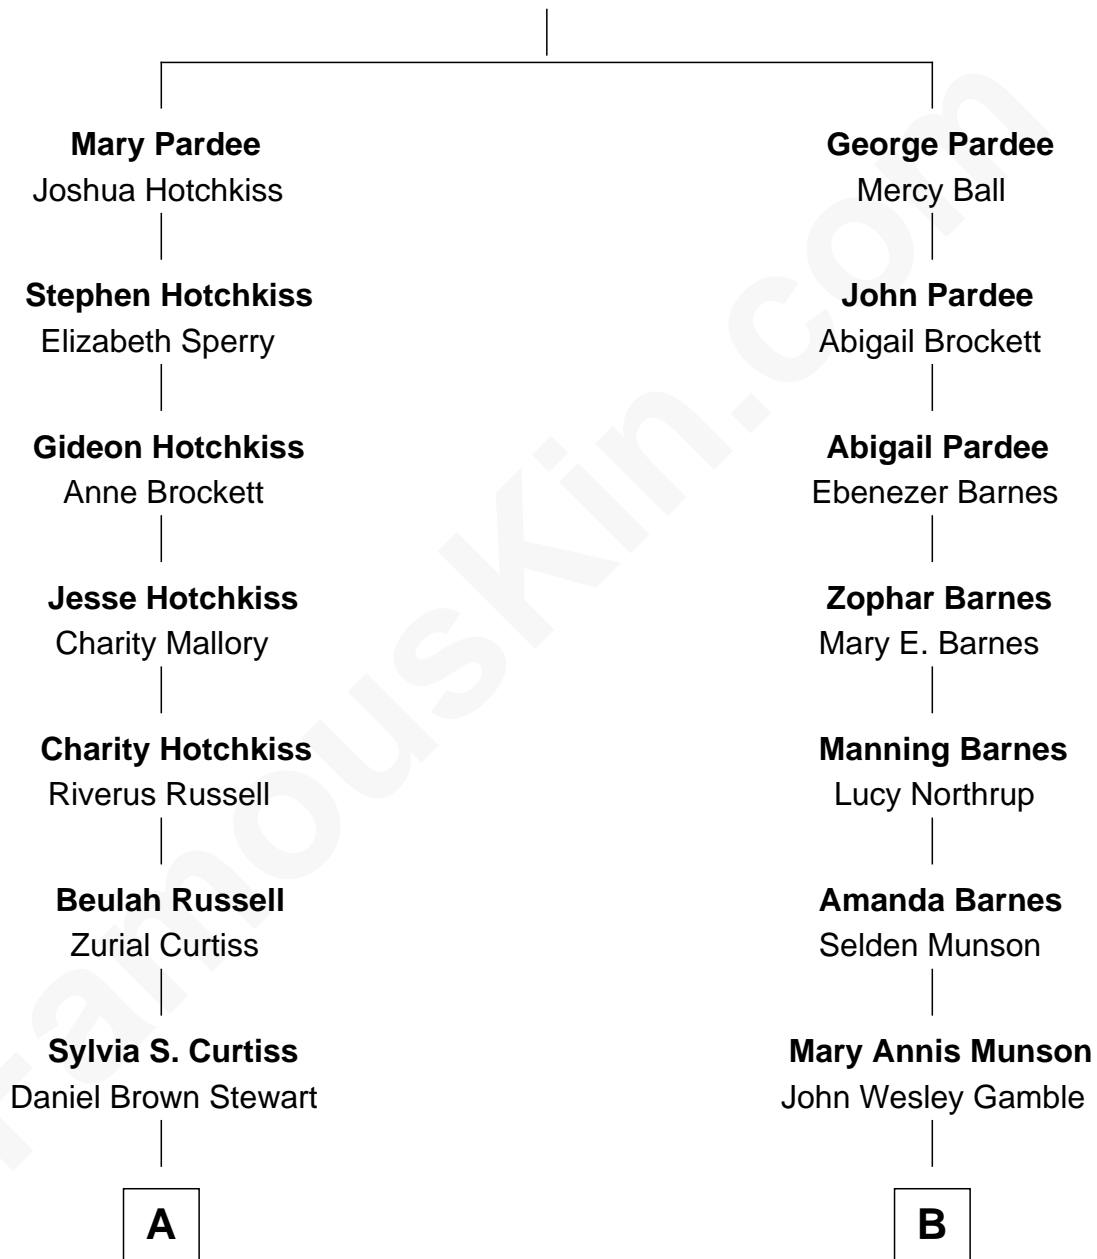 Mary Pardee
Joshua Hotchkiss
George Pardee
Mercy Ball
Stephen Hotchkiss
Elizabeth Sperry
John Pardee
Abigail Brockett
Gideon Hotchkiss
Anne Brockett
Abigail Pardee
Ebenezer Barnes
Jesse Hotchkiss
Charity Mallory
Zophar Barnes
Mary E. Barnes
Charity Hotchkiss
Riverus Russell
Manning Barnes
Lucy Northrup
Beulah Russell
Zurial Curtiss
Amanda Barnes
Selden Munson
Sylvia S. Curtiss
Daniel Brown Stewart
Mary Annis Munson
John Wesley Gamble
A
B
FamousKin.com